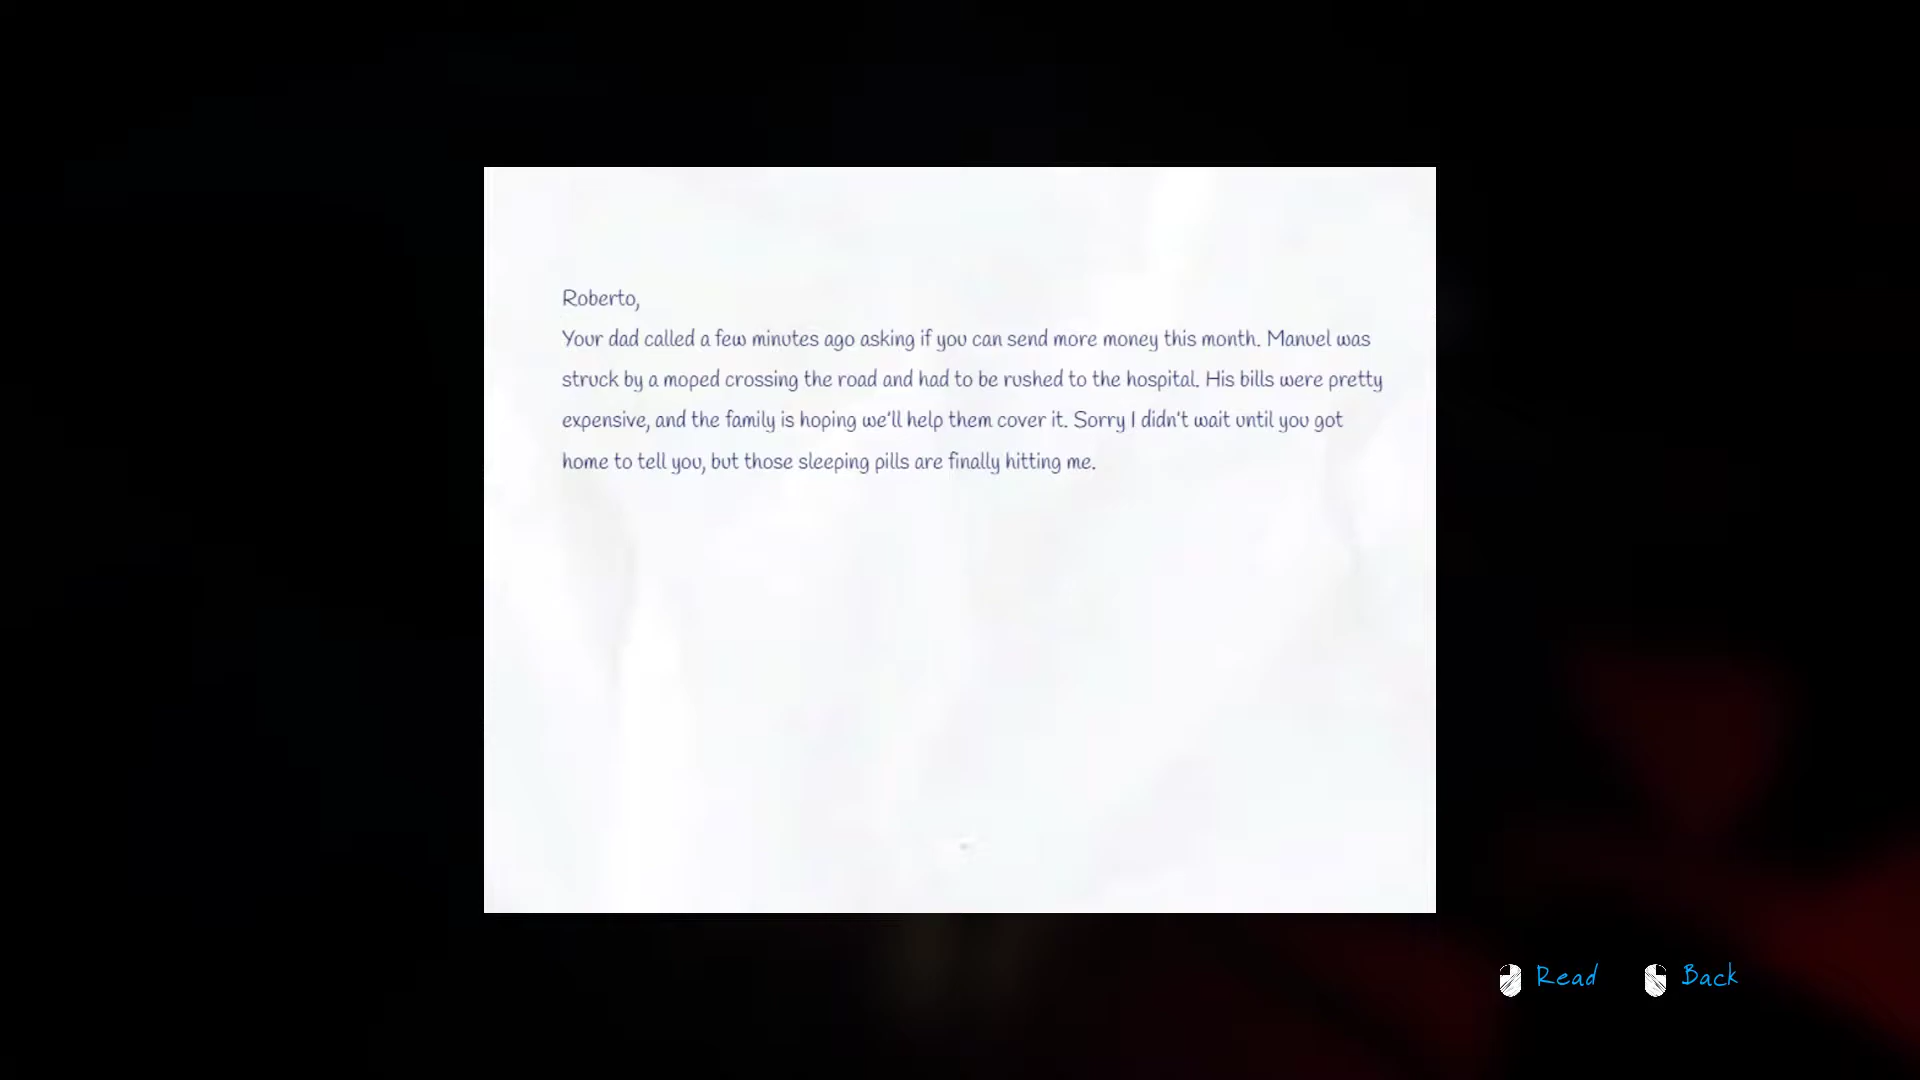 Roberto,
Your dad called a few minutes ago asking if you can send more money this month. Manuel was
struck by a moped crossing the road and had to be rushed to the hospital. His bills were pretty
expensive, and the family is hoping we'll help them cover it. Sorry I didn't wait until you got
home to tell you, but those sleeping pills are finally hitting me.
Read Back